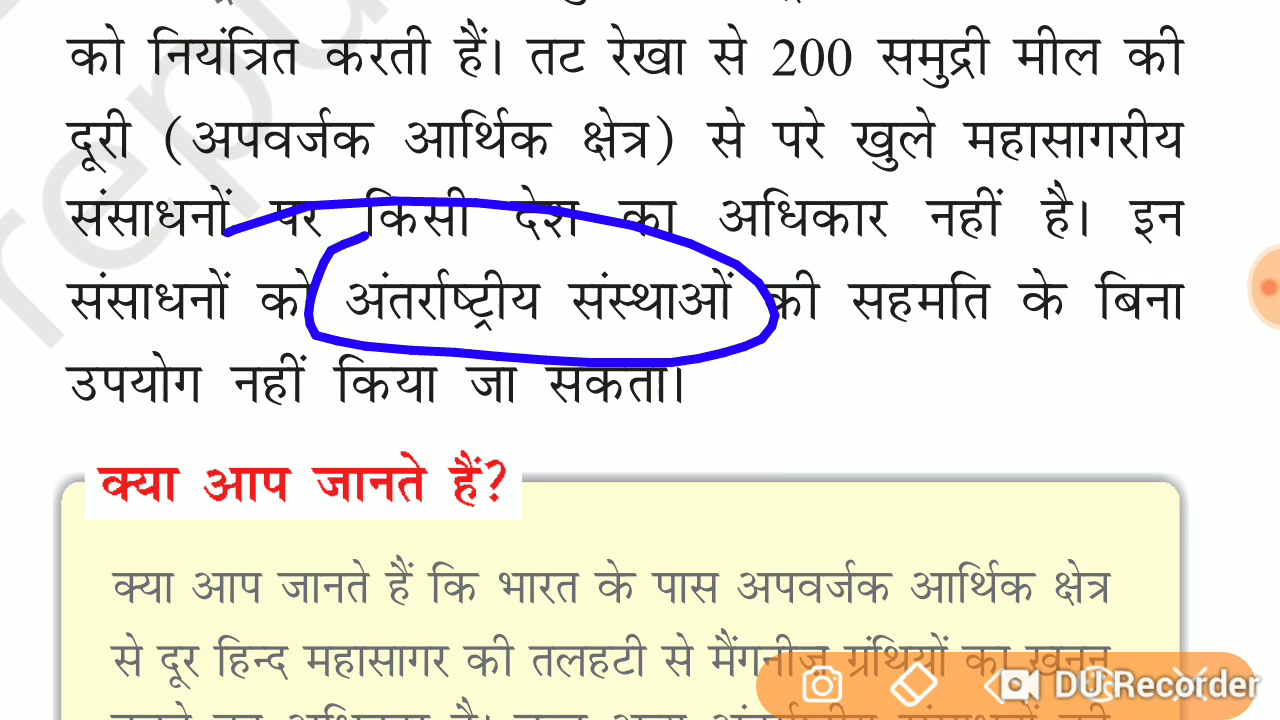 को नियंत्रित करती हैं। तट रेखा से 200 समुद्री मील की
दूरी (अपवर्जक आर्थिक क्षेत्र) से परे खुले महासागरीय
संसाधनों पर किसी देश का अधिकार नहीं है। इन
संसाधनों को अंतर्राष्ट्रीय संस्थाओं की सहमति के बिना
उपयोग नहीं किया जा सकता।
क्या आप जानते हैं?
क्या आप जानते हैं कि भारत के पास अपवर्जक आर्थिक क्षेत्र
से दूर हिन्द महासागर की तलहटी से मैंगनीज़ ग्रंथियों का खनन
DU Recorder